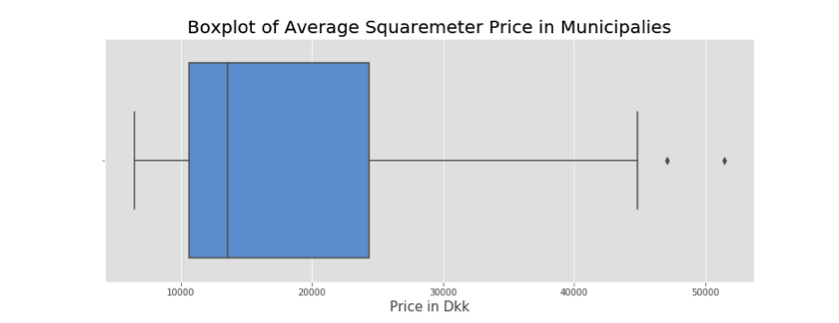 Boxplot of Average Squaremeter Price in Municipalies
10000 20000 30000 40000 50000
Price in Dkk